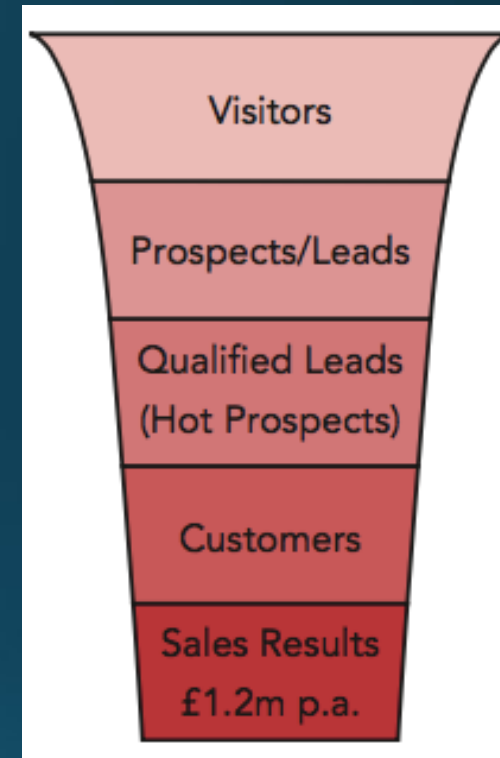 Visitors
Prospects/Leads
Qualified Leads
(Hot Prospects)
Customers
Sales Results
£1.2m p.a.